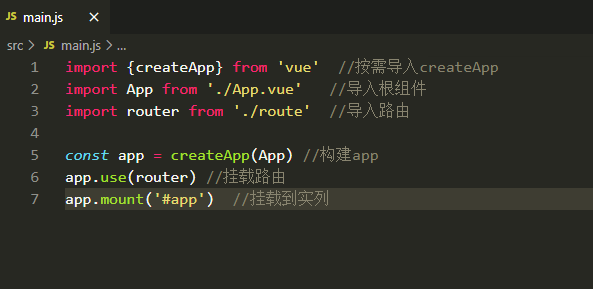 JS main.js ×
src > JS main.js > ...
1 import {createApp} from 'vue' //按需导入createApp
2 import App from './App.vue' //导入根组件
3 import router from './route' //导入路由
4
5 const app = createApp(App) //构建app
6 app.use(router) //挂载路由
7 app.mount('#app') //挂载到实列